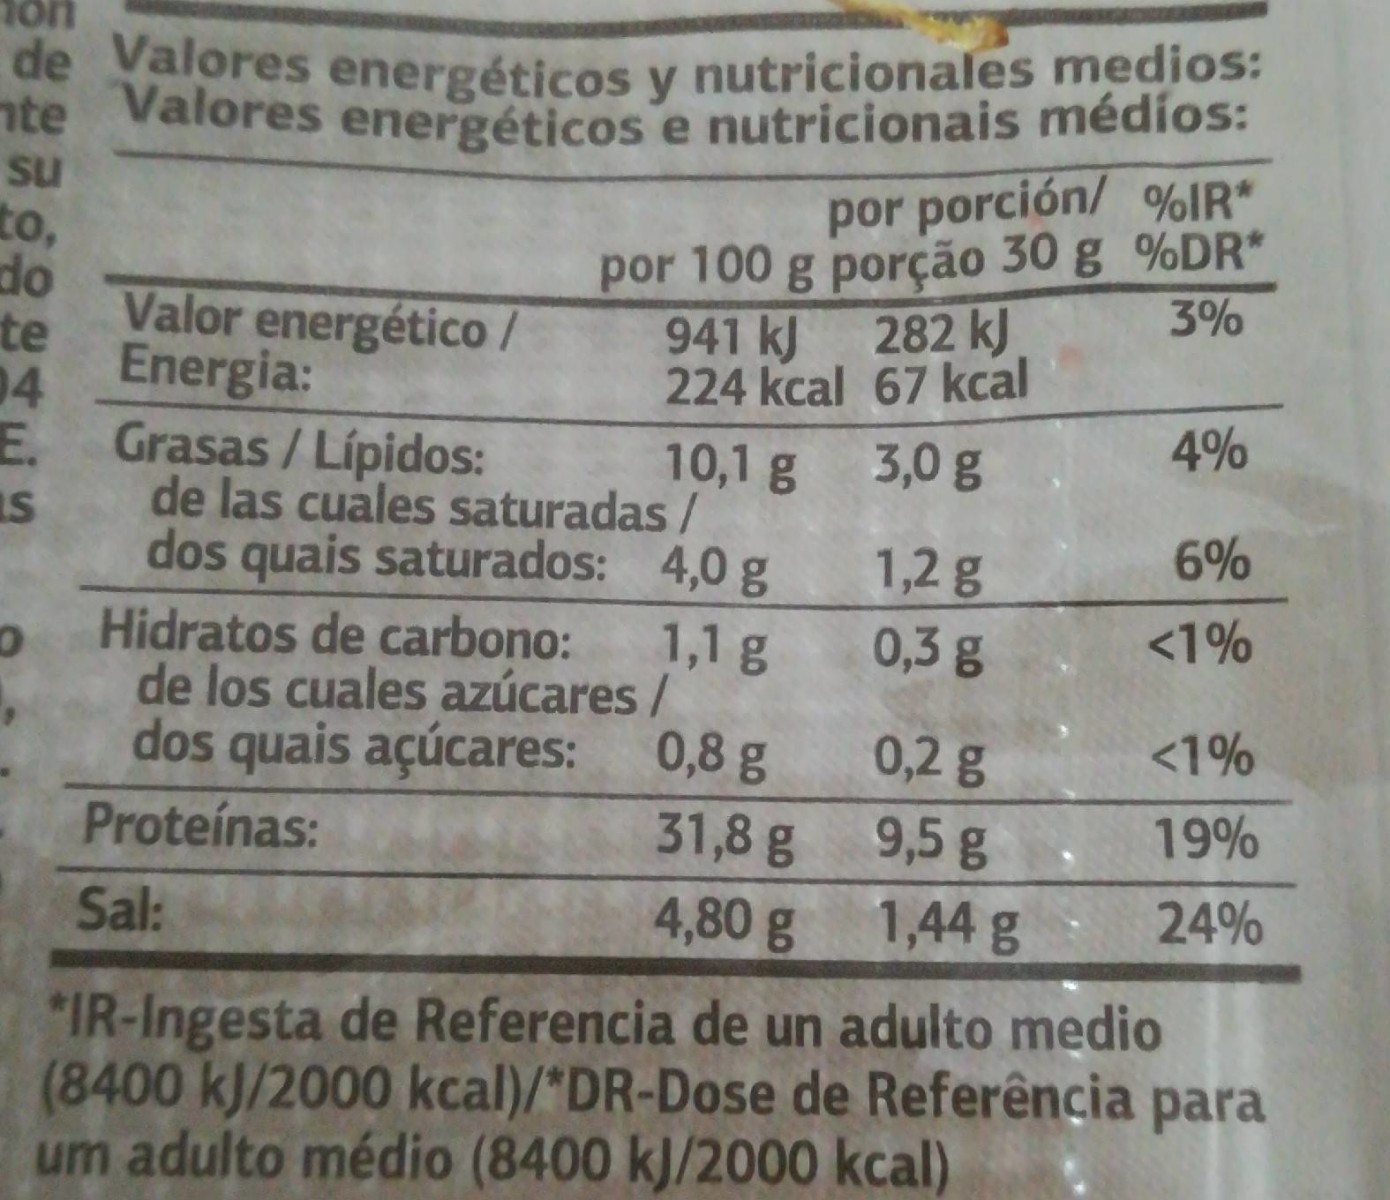 de
nte
su
to,
do
te
04
E.
as
Valores energéticos y nutricionales medios:
Valores energéticos e nutricionais médios:
por porción/ %IR*
por 100 g porção 30 g %DR*
Valor energético / 941 kJ 282 kJ 3%
Energia: 224 kcal 67 kcal
Grasas / Lípidos: 10,1 g 3,0 g 4%
de las cuales saturadas /
dos quais saturados: 4,0 g 1,2 g 6%
Hidratos de carbono: 1,1 g 0,3 g <1%
de los cuales azúcares /
dos quais açúcares: 0,8 g 0,2 g <1%
Proteínas: 31,8 g 9,5 g 19%
Sal: 4,80 g 1,44 g 24%
*IR-Ingesta de Referencia de un adulto medio
(8400 kJ/2000 kcal)/*DR-Dose de Referência para
um adulto médio (8400 kJ/2000 kcal)